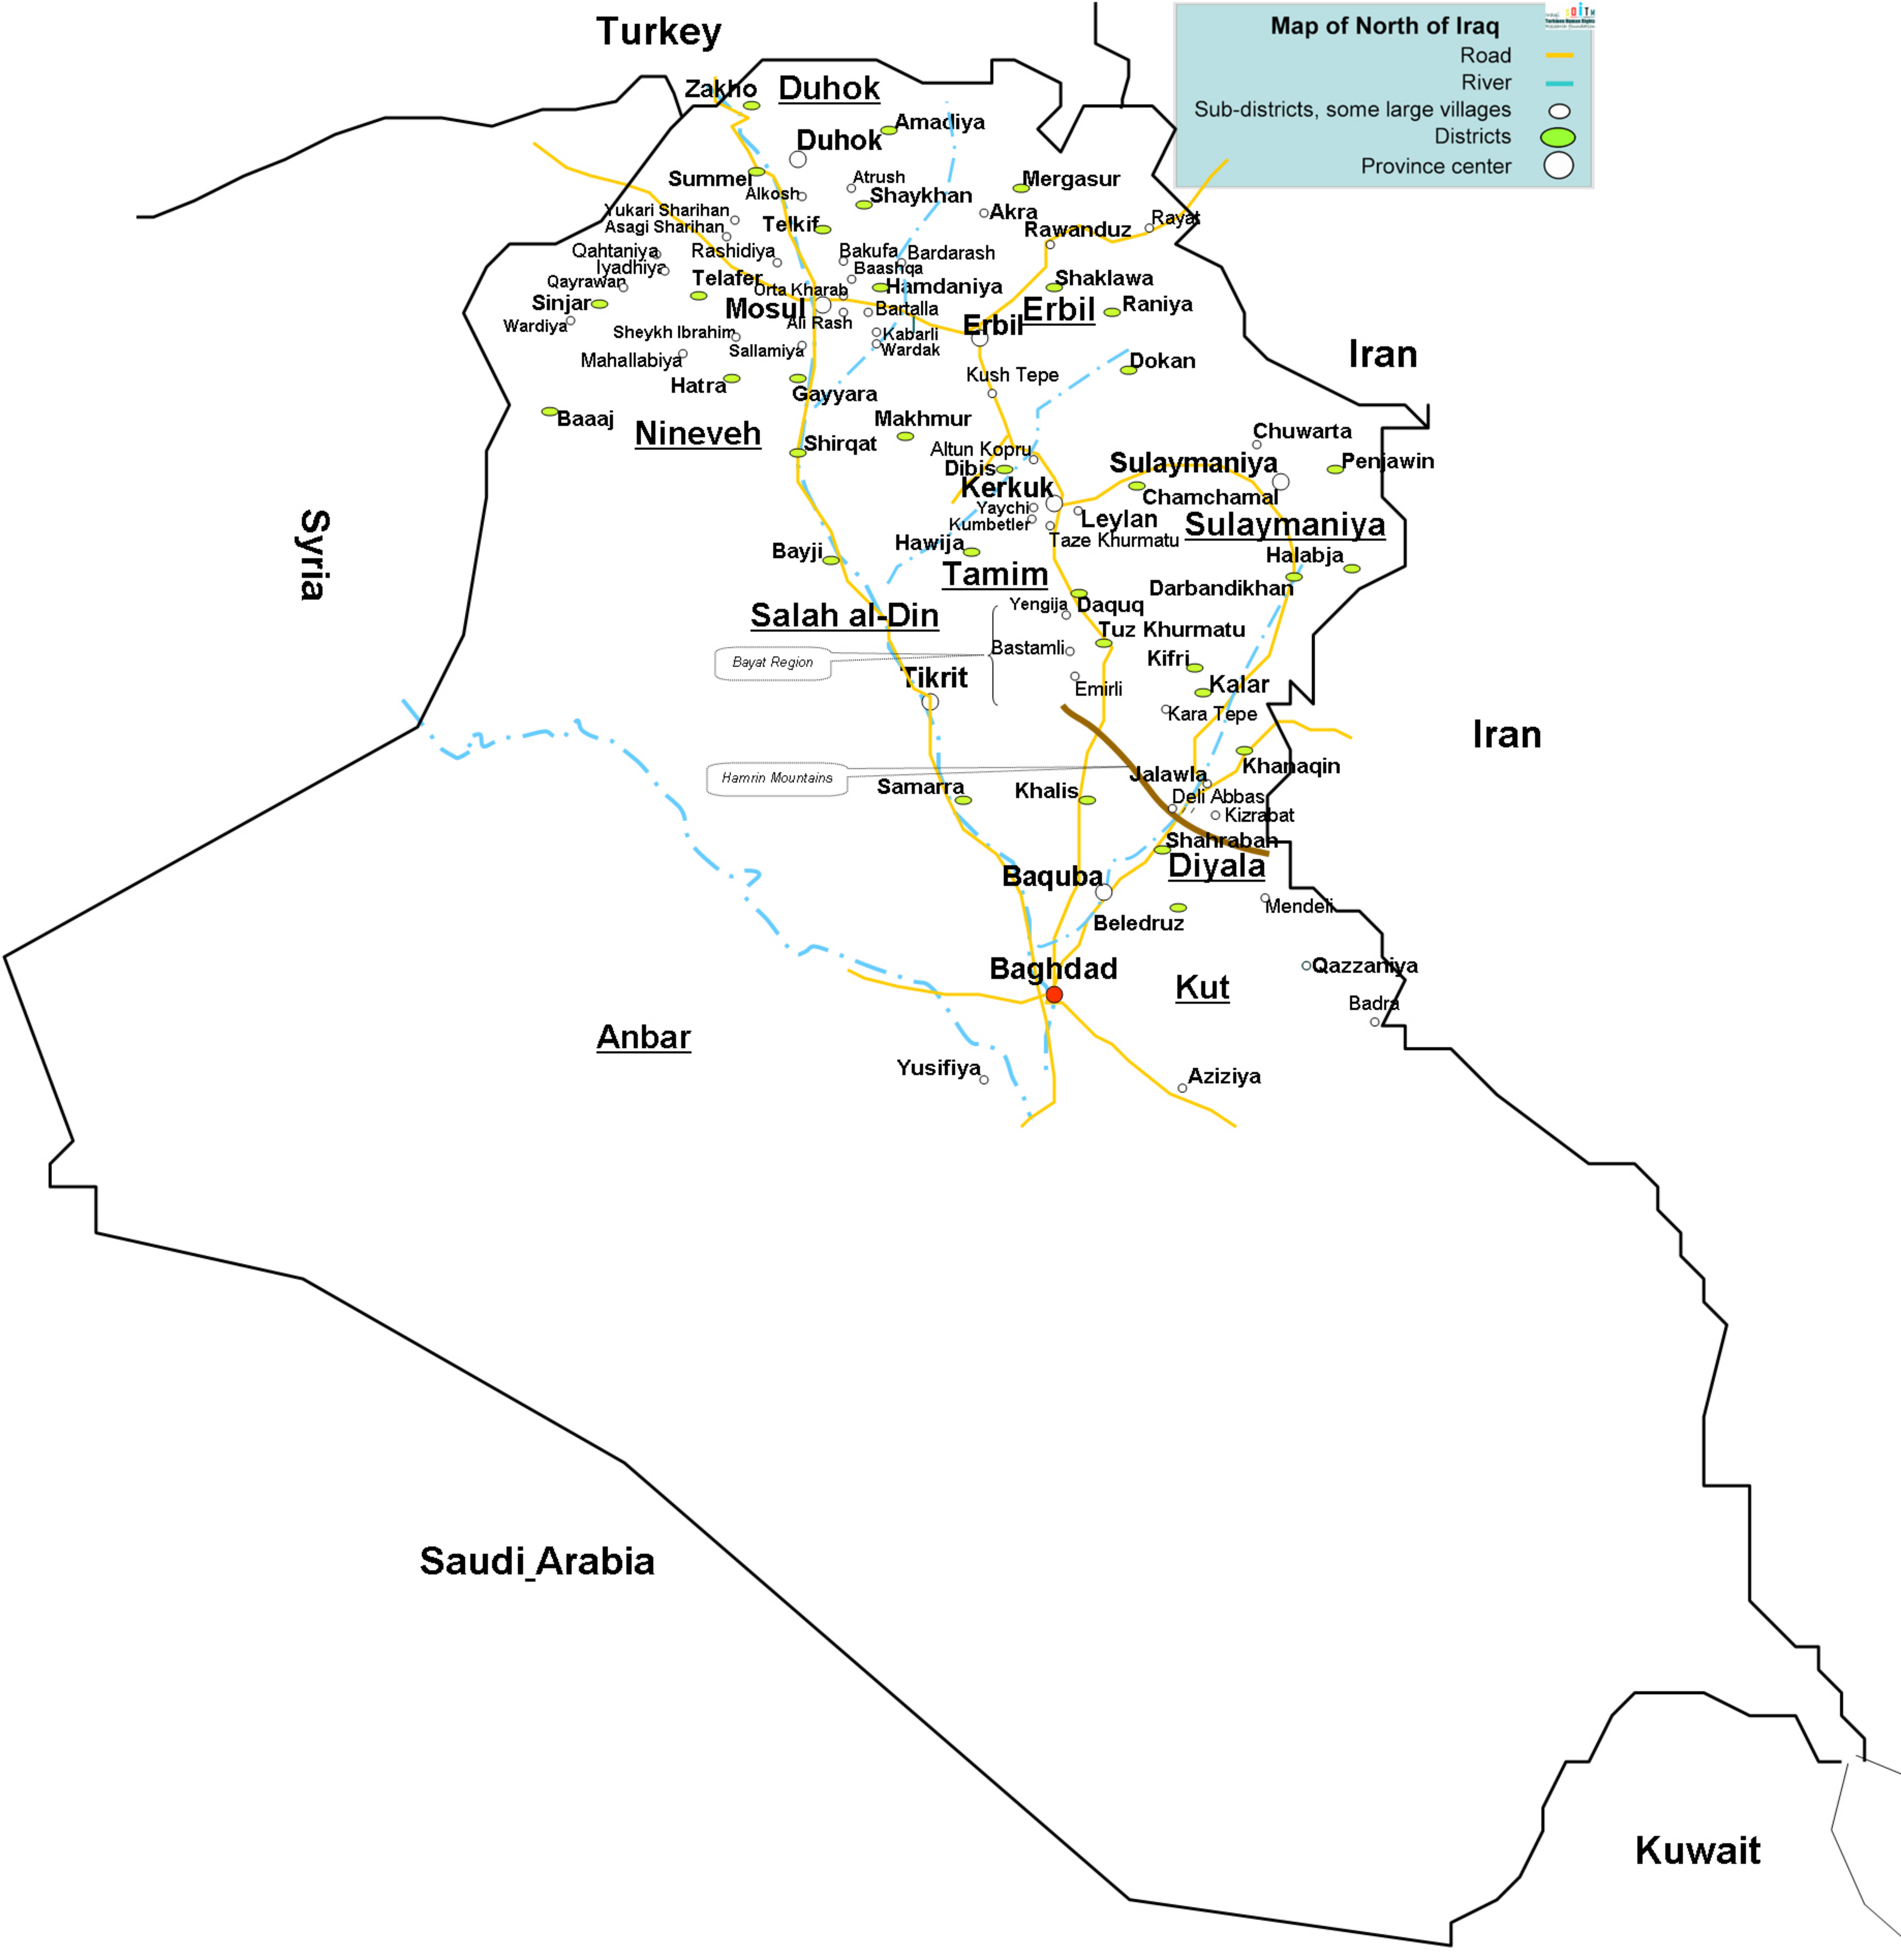 Turkey
Map of North of Iraq
Road
River
Sub-districts, some large villages
Districts
Province center
Zakho
Duhok
Amadiya
Duhok
Summel
Atrush
Alkosh
Shaykhan
Mergasur
Akra
Rayat
Yukari Sharihan
Asagi Sharihan
Telkif
Rawanduz
Qahtaniya
Rashidiya
Bakufa
Bardarash
Iyadhiya
Baashqa
Qayrawan
Telafer
Orta Kharab
Hamdaniya
Shaklawa
Sinjar
Mosul
Bartalla
Erbil
Raniya
Wardiya
Ali Rash
Erbil
Sheykh Ibrahim
Kabarli
Sallamiya
Wardak
Iran
Mahallabiya
Dokan
Hatra
Kush Tepe
Gayyara
Baaaj
Makhmur
Nineveh
Shirqat
Chuwarta
Altun Kopru
Dibis
Sulaymaniya
Penjawin
Kerkuk
Chamchamal
Yaychi
Kumbetler
Leylan
Sulaymaniya
Syria
Taze Khurmatu
Hawija
Bayji
Halabja
Tamim
Darbandikhan
Yengija
Daquq
Salah al-Din
Tuz Khurmatu
Bastamli
Bayat Region
Kifri
Tikrit
Emirli
Kalar
Kara Tepe
Iran
Hamrin Mountains
Jalawla
Khanaqin
Samarra
Khalis
Deli Abbas
Kizrabat
Shahraban
Diyala
Baquba
Mendeli
Beledruz
Baghdad
Qazzaniya
Kut
Badra
Anbar
Yusifiya
Aziziya
Saudi Arabia
Kuwait